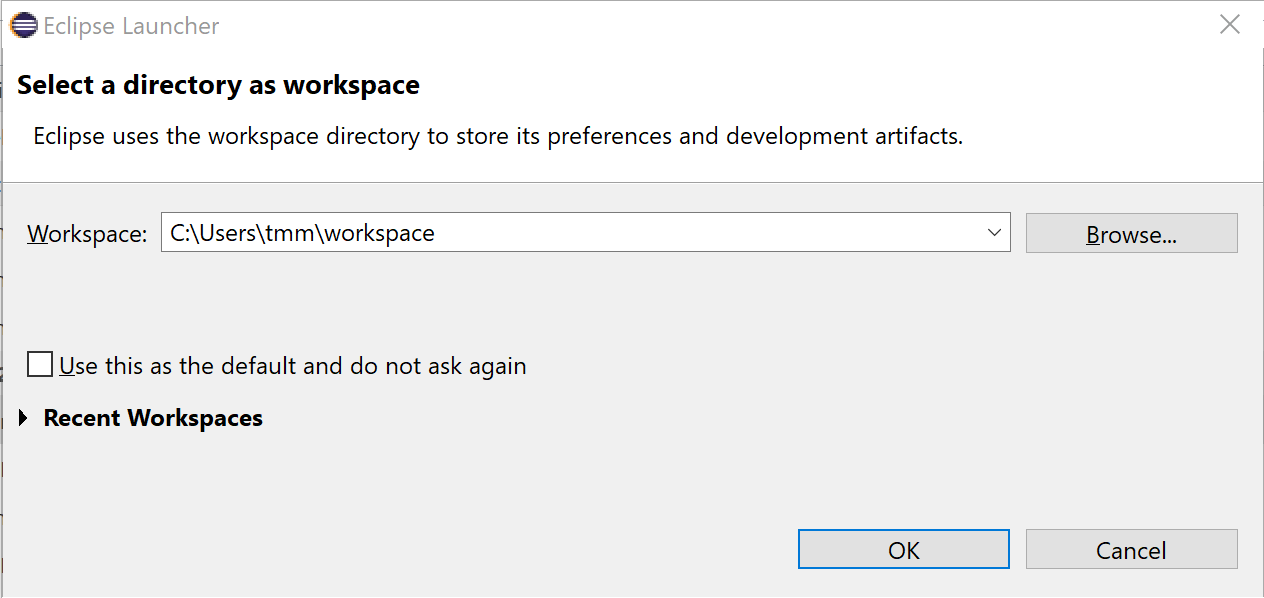 Eclipse Launcher
Select a directory as workspace
Eclipse uses the workspace directory to store its preferences and development artifacts.
Workspace: C:\Users\tmm\workspace Browse...
Use this as the default and do not ask again
Recent Workspaces
OK Cancel